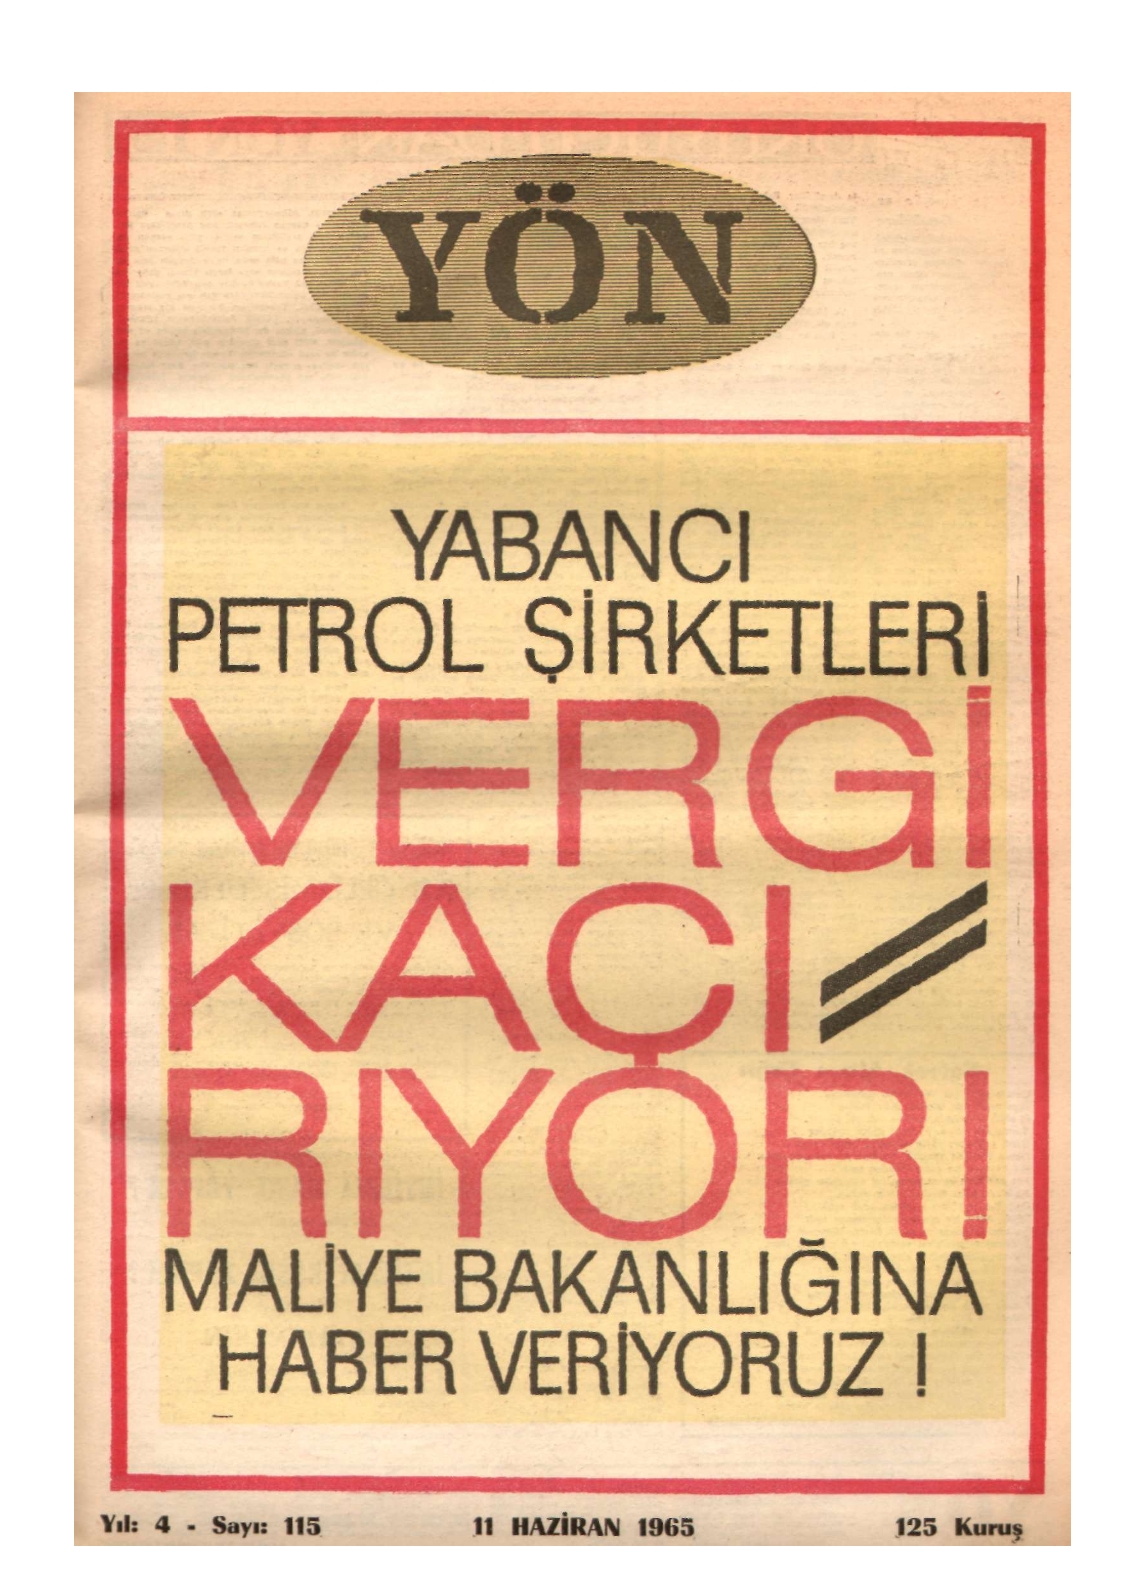 YÖN
YABANCI
PETROL ŞİRKETLERİ
VERGİ
KAÇI
RIYOR!
MALİYE BAKANLIĞINA
HABER VERİYORUZ !
Yıl: 4 - Sayı: 115 11 HAZİRAN 1965 125 Kuruş